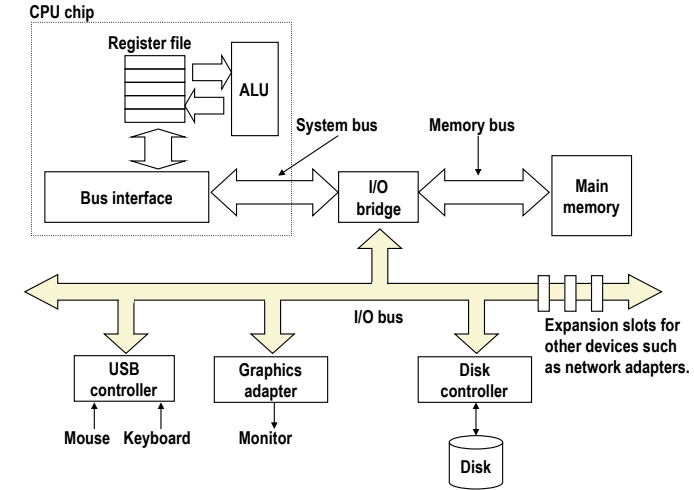 CPU chip
Register file
ALU
System bus
Memory bus
Bus interface
I/O
bridge
Main
memory
I/O bus
Expansion slots for
other devices such
as network adapters.
USB
controller
Graphics
adapter
Disk
controller
Mouse
Keyboard
Monitor
Disk